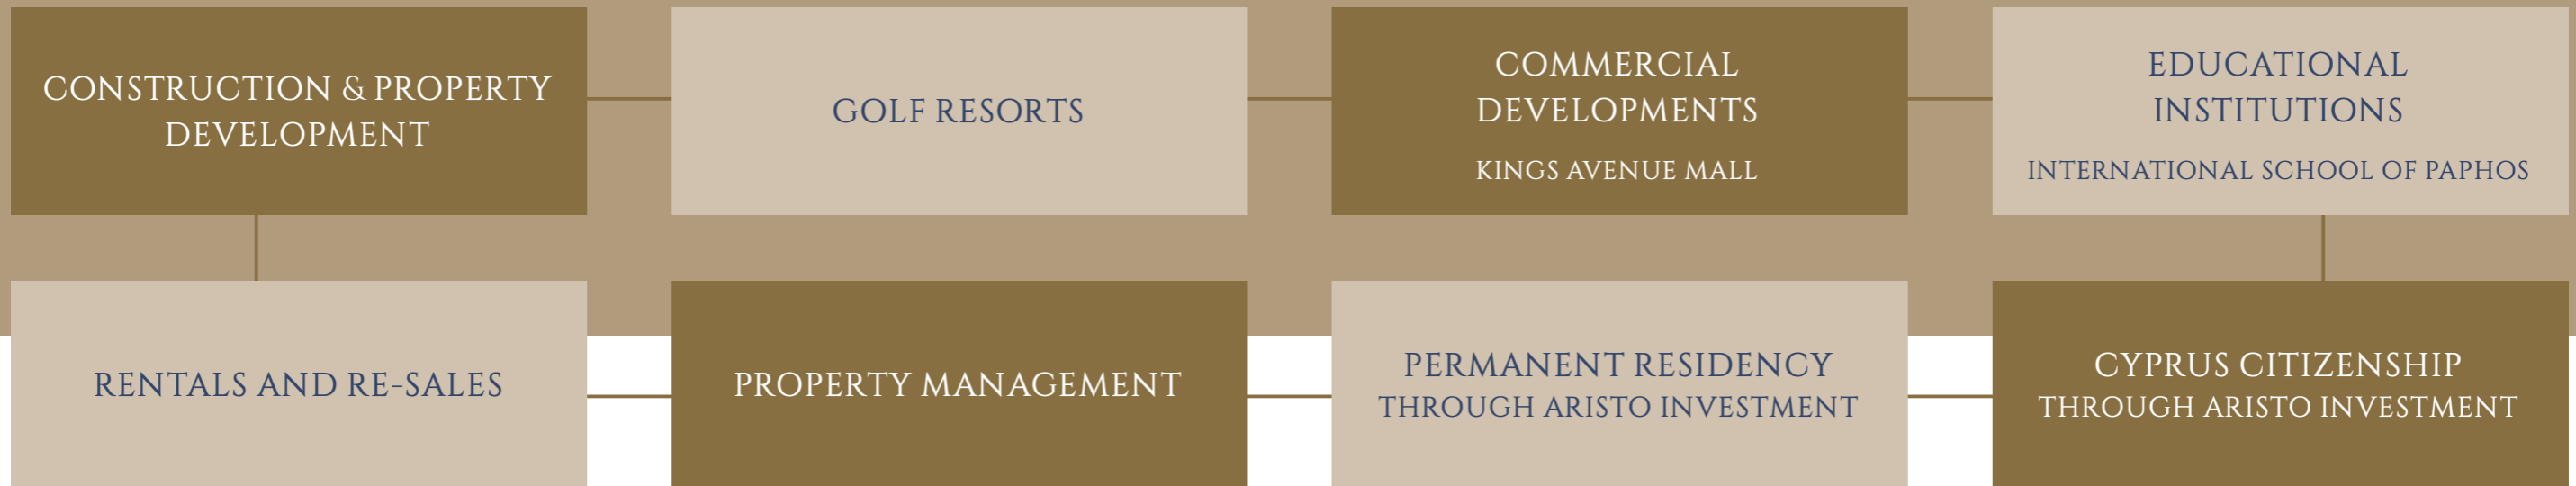 CONSTRUCTION & PROPERTY
DEVELOPMENT
GOLF RESORTS
COMMERCIAL
DEVELOPMENTS
KINGS AVENUE MALL
EDUCATIONAL
INSTITUTIONS
INTERNATIONAL SCHOOL OF PAPHOS
RENTALS AND RE-SALES
PROPERTY MANAGEMENT
PERMANENT RESIDENCY
THROUGH ARISTO INVESTMENT
CYPRUS CITIZENSHIP
THROUGH ARISTO INVESTMENT